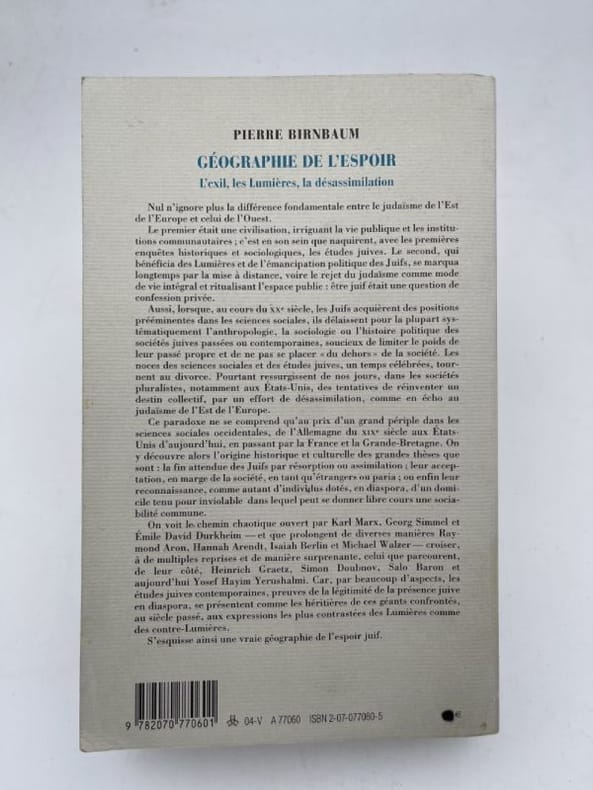 PIERRE BIRNBAUM
GÉOGRAPHIE DE L'ESPOIR
L'exil, les Lumières, la désassimilation
Nul n'ignore plus la différence fondamentale entre le judaïsme de l'Est
de l'Europe et celui de l'Ouest.
Le premier était une civilisation, irriguant la vie publique et les institu-
tions communautaires ; c'est en son sein que naquirent, avec les premières
enquêtes historiques et sociologiques, les études juives. Le second, qui
bénéficia des Lumières et de l'émancipation politique des Juifs, se marqua
longtemps par la mise à distance, voire le rejet du judaïsme comme mode
de vie intégral et ritualisant l'espace public : être juif était une question de
confession privée.
Aussi, lorsque, au cours du XXe siècle, les Juifs acquièrent des positions
prééminentes dans les sciences sociales, ils délaissent pour la plupart sys-
tématiquement l'anthropologie, la sociologie ou l'histoire politique des
sociétés juives passées ou contemporaines, soucieux de limiter le poids de
leur passé propre et de ne pas se placer « du dehors » de la société. Les
noces des sciences sociales et des études juives, un temps célébrées, tour-
nent au divorce. Pourtant ressurgissent de nos jours, dans les sociétés
pluralistes, notamment aux États-Unis, des tentatives de réinventer un
destin collectif, par un effort de désassimilation, comme en écho au
judaïsme de l'Est de l'Europe.
Ce paradoxe ne se comprend qu'au prix d'un grand périple dans les
sciences sociales occidentales, de l'Allemagne du XIXe siècle aux États-
Unis d'aujourd'hui, en passant par la France et la Grande-Bretagne. On
y découvre alors l'origine historique et culturelle des grandes thèses que
sont : la fin attendue des Juifs par résorption ou assimilation ; leur accep-
tation, en marge de la société, en tant qu'étrangers ou paria ; ou enfin leur
reconnaissance, comme autant d'individus dotés, en diaspora, d'un domi-
cile tenu pour inviolable dans lequel peut se donner libre cours une socia-
bilité commune.
On voit le chemin chaotique ouvert par Karl Marx, Georg Simmel et
Émile David Durkheim — et que prolongent de diverses manières Ray-
mond Aron, Hannah Arendt, Isaiah Berlin et Michael Walzer — croiser,
à de multiples reprises et de manière surprenante, celui que parcourent,
de leur côté, Heinrich Graetz, Simon Doubnov, Salo Baron et
aujourd'hui Yosef Hayim Yerushalmi. Car, par beaucoup d'aspects, les
études juives contemporaines, preuves de la légitimité de la présence juive
en diaspora, se présentent comme les héritières de ces géants confrontés,
au siècle passé, aux expressions les plus contrastées des Lumières comme
des contre-Lumières.
S'esquisse ainsi une vraie géographie de l'espoir juif.
9 782070 770601 04-V A 77060 ISBN 2-07-077060-5 €